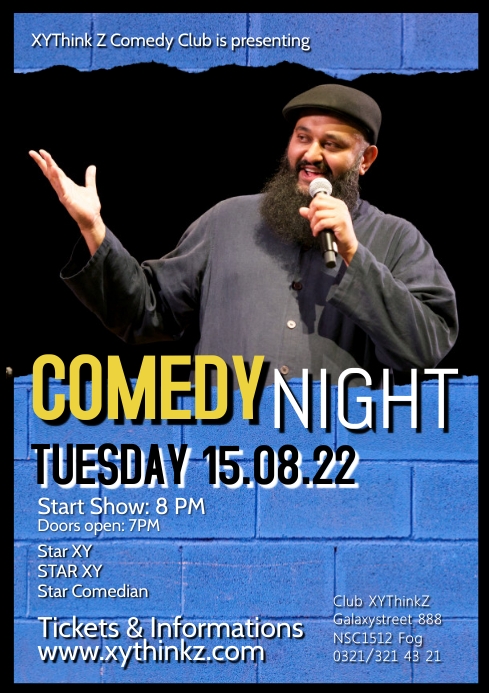 XYThink Z Comedy Club is presenting
COMEDY NIGHT
TUESDAY 15.08.22
Start Show: 8 PM
Doors open: 7PM
Star XY
STAR XY
Star Comedian
Tickets & Informations
www.xythinkz.com
Club XYThinkZ
Galaxystreet 888
NSC1512 Fog
0321/321 43 21